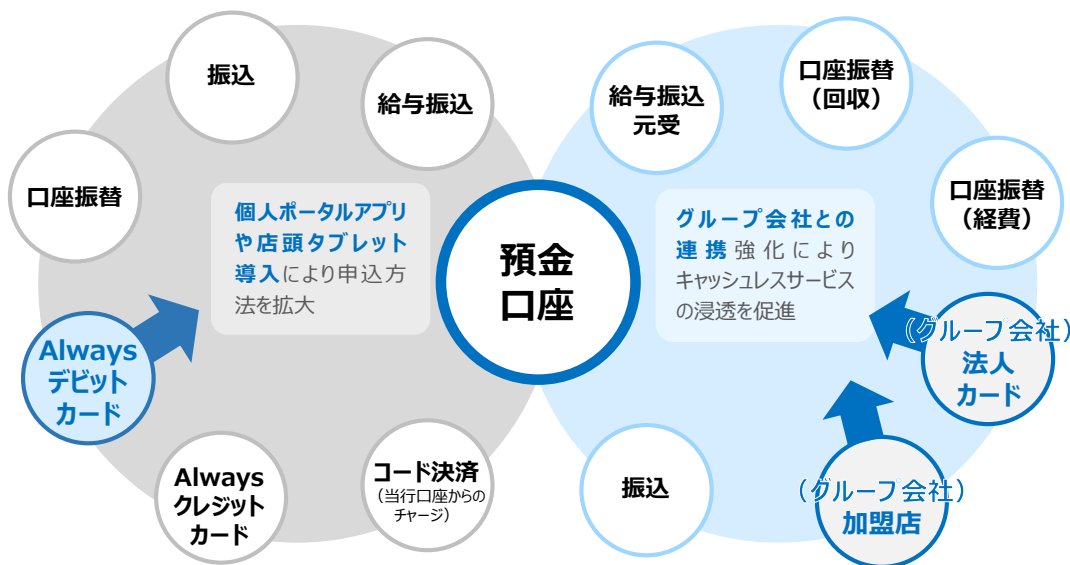 振込
給与振込
口座振替
個人ポータルアプリ
や店頭タブレット
導入により申込方
法を拡大
Always
デビット
カード
Always
クレジット
カード
コード決済
（当行口座からの
チャージ）
預金
口座
給与振込
元受
口座振替
（回収）
口座振替
（経費）
グループ会社との
連携強化により
キャッシュレスサービス
の浸透を促進
（グループ会社）
法人
カード
（グループ会社）
加盟店
振込